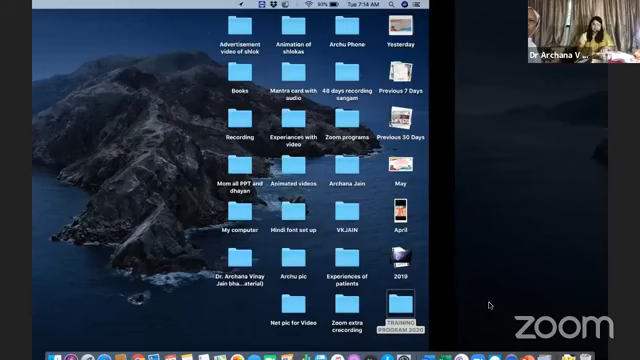 90%
Tue 7:14 AM
Advertisement
video of shlok
Animation of
shlokas
Archu Phone
Yesterday
Books
Mantra card with
audio
48 days recording
sangam
Previous 7 Days
Recording
Experiances with
video
Zoom programs
Previous 30 Days
Mom all PPT and
dhayan
Animated videos
Archana Jain
May
My computer
Hindi font set up
VKJAIN
April
Dr. Archana Vinay
Jain bha...aterial)
Archu pic
Experiences of
patients
2019
Net pic for Video
Zoom extra
crecording
TRAINING
PROGRAM 2020
Dr Archana V
zoom